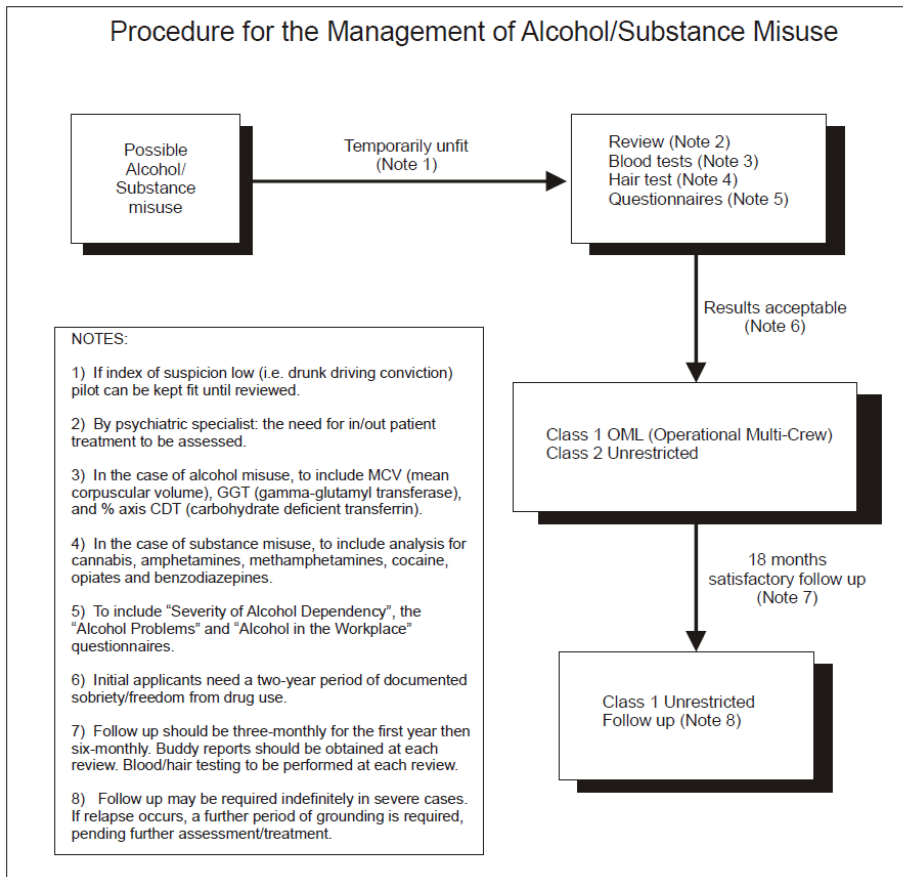 Procedure for the Management of Alcohol/Substance Misuse
Possible
Alcohol/
Substance
misuse
Temporarily unfit
(Note 1)
Review (Note 2)
Blood tests (Note 3)
Hair test (Note 4)
Questionnaires (Note 5)
Results acceptable
(Note 6)
Class 1 OML (Operational Multi-Crew)
Class 2 Unrestricted
18 months
satisfactory follow up
(Note 7)
Class 1 Unrestricted
Follow up (Note 8)
NOTES:
1) If index of suspicion low (i.e. drunk driving conviction)
pilot can be kept fit until reviewed.
2) By psychiatric specialist: the need for in/out patient
treatment to be assessed.
3) In the case of alcohol misuse, to include MCV (mean
corpuscular volume), GGT (gamma-glutamyl transferase),
and % axis CDT (carbohydrate deficient transferrin).
4) In the case of substance misuse, to include analysis for
cannabis, amphetamines, methamphetamines, cocaine,
opiates and benzodiazepines.
5) To include “Severity of Alcohol Dependency”, the
“Alcohol Problems” and “Alcohol in the Workplace”
questionnaires.
6) Initial applicants need a two-year period of documented
sobriety/freedom from drug use.
7) Follow up should be three-monthly for the first year then
six-monthly. Buddy reports should be obtained at each
review. Blood/hair testing to be performed at each review.
8) Follow up may be required indefinitely in severe cases.
If relapse occurs, a further period of grounding is required,
pending further assessment/treatment.